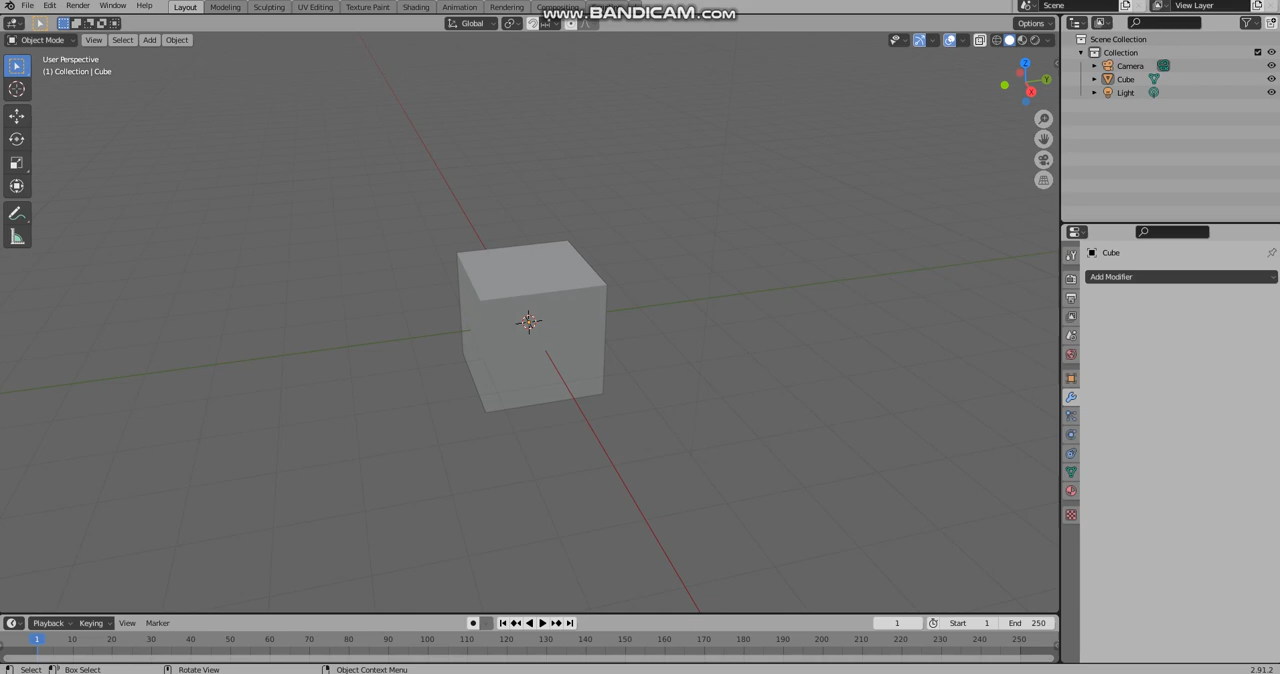 File Edit Render Window Help Layout Modeling Sculpting UV Editing Texture Paint Shading Animation Rendering Compositing Scene View Layer
www.BANDICAM.com
Global Options
Object Mode View Select Add Object
User Perspective
(1) Collection | Cube
Z
Y
X
Scene Collection
Collection
Camera
Cube
Light
Cube
Add Modifier
Playback Keying View Marker 1 Start 1 End 250
1 10 20 30 40 50 60 70 80 90 100 110 120 130 140 150 160 170 180 190 200 210 220 230 240 250
Select Box Select Rotate View Object Context Menu 2.91.2